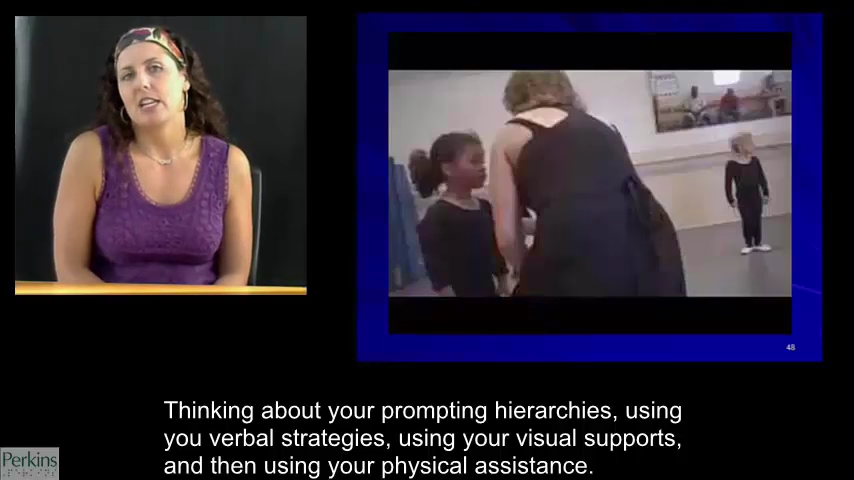 48
Thinking about your prompting hierarchies, using
you verbal strategies, using your visual supports,
and then using your physical assistance.
Perkins